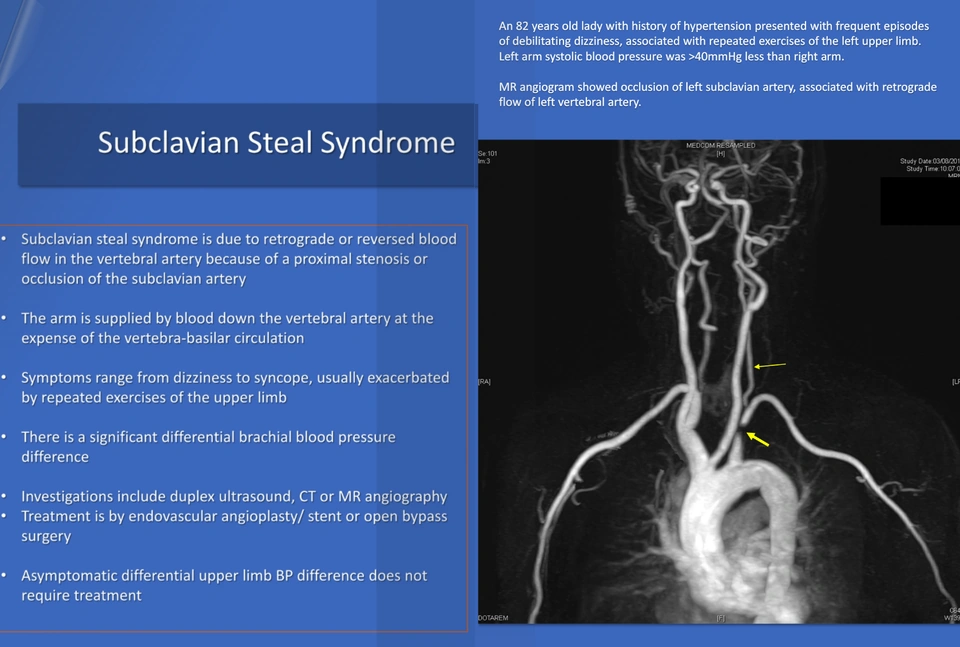 Subclavian Steal Syndrome
• Subclavian steal syndrome is due to retrograde or reversed blood
flow in the vertebral artery because of a proximal stenosis or
occlusion of the subclavian artery
• The arm is supplied by blood down the vertebral artery at the
expense of the vertebra-basilar circulation
• Symptoms range from dizziness to syncope, usually exacerbated
by repeated exercises of the upper limb
• There is a significant differential brachial blood pressure
difference
• Investigations include duplex ultrasound, CT or MR angiography
• Treatment is by endovascular angioplasty/ stent or open bypass
surgery
• Asymptomatic differential upper limb BP difference does not
require treatment
An 82 years old lady with history of hypertension presented with frequent episodes
of debilitating dizziness, associated with repeated exercises of the left upper limb.
Left arm systolic blood pressure was >40mmHg less than right arm.
MR angiogram showed occlusion of left subclavian artery, associated with retrograde
flow of left vertebral artery.
MEDCOM RESAMPLED
[H]
Se:101
Im:3
Study Date:03/08/201
Study Time:10:07:0
[RA]
DOTAREM
[F]